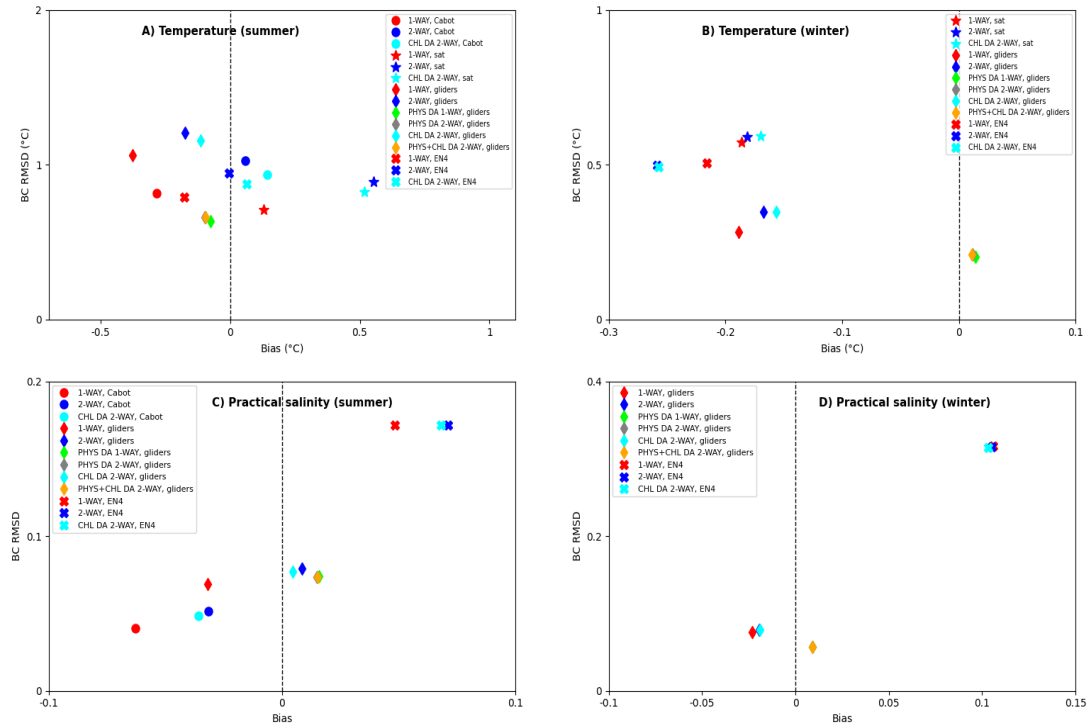 A) Temperature (summer)
1-WAY, Cabot
2-WAY, Cabot
CHL DA 2-WAY, Cabot
1-WAY, sat
2-WAY, sat
CHL DA 2-WAY, sat
1-WAY, gliders
2-WAY, gliders
PHYS DA 1-WAY, gliders
PHYS DA 2-WAY, gliders
CHL DA 2-WAY, gliders
PHYS+CHL DA 2-WAY, gliders
1-WAY, EN4
2-WAY, EN4
CHL DA 2-WAY, EN4
2
1
0
BC RMSD (°C)
-0.5
0
0.5
1
Bias (°C)
B) Temperature (winter)
1-WAY, sat
2-WAY, sat
CHL DA 2-WAY, sat
1-WAY, gliders
2-WAY, gliders
PHYS DA 1-WAY, gliders
PHYS DA 2-WAY, gliders
CHL DA 2-WAY, gliders
PHYS+CHL DA 2-WAY, gliders
1-WAY, EN4
2-WAY, EN4
CHL DA 2-WAY, EN4
1
0.5
0
BC RMSD (°C)
-0.3
-0.2
-0.1
0
0.1
Bias (°C)
C) Practical salinity (summer)
1-WAY, Cabot
2-WAY, Cabot
CHL DA 2-WAY, Cabot
1-WAY, gliders
2-WAY, gliders
PHYS DA 1-WAY, gliders
PHYS DA 2-WAY, gliders
CHL DA 2-WAY, gliders
PHYS+CHL DA 2-WAY, gliders
1-WAY, EN4
2-WAY, EN4
CHL DA 2-WAY, EN4
0.2
0.1
0
BC RMSD
-0.1
0
0.1
Bias
D) Practical salinity (winter)
1-WAY, gliders
2-WAY, gliders
PHYS DA 1-WAY, gliders
PHYS DA 2-WAY, gliders
CHL DA 2-WAY, gliders
PHYS+CHL DA 2-WAY, gliders
1-WAY, EN4
2-WAY, EN4
CHL DA 2-WAY, EN4
0.4
0.2
0
BC RMSD
-0.1
-0.05
0
0.05
0.1
0.15
Bias